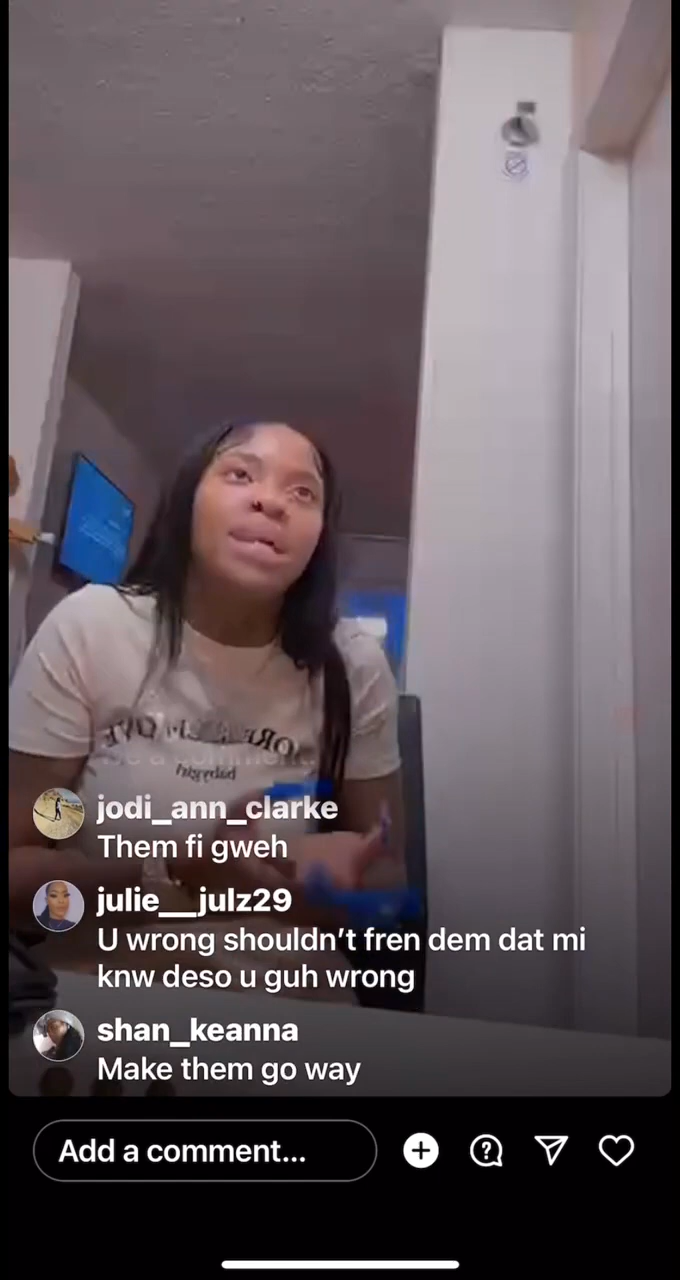 jodi_ann_clarke
Them fi gweh
julie__julz29
U wrong shouldn’t fren dem dat mi
knw deso u guh wrong
shan_keanna
Make them go way
Add a comment...